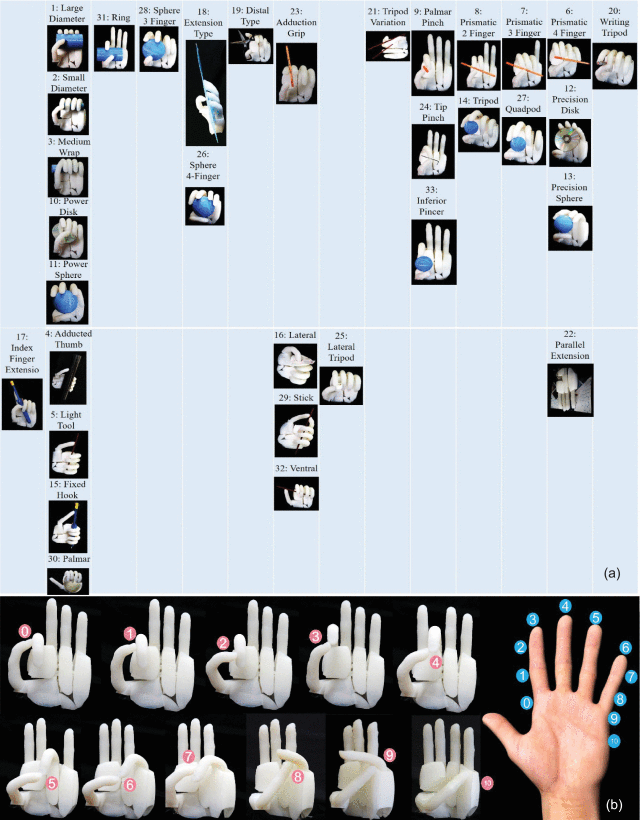 1: Large
Diameter
31: Ring
28: Sphere
3 Finger
18:
Extension
Type
19: Distal
Type
23:
Adduction
Grip
21: Tripod
Variation
9: Palmar
Pinch
8:
Prismatic
2 Finger
7:
Prismatic
3 Finger
6:
Prismatic
4 Finger
20:
Writing
Tripod
2: Small
Diameter
3: Medium
Wrap
10: Power
Disk
11: Power
Sphere
26:
Sphere
4-Finger
24: Tip
Pinch
33:
Inferior
Pincer
14: Tripod
27:
Quadpod
12:
Precision
Disk
13:
Precision
Sphere
17:
Index
Finger
Extensio
4: Adducted
Thumb
5: Light
Tool
15: Fixed
Hook
30: Palmar
16: Lateral
29: Stick
32: Ventral
25:
Lateral
Tripod
22:
Parallel
Extension
(a)
0
1
2
3
4
5
6
7
8
9
10
0
1
2
3
4
5
6
7
8
9
10
(b)